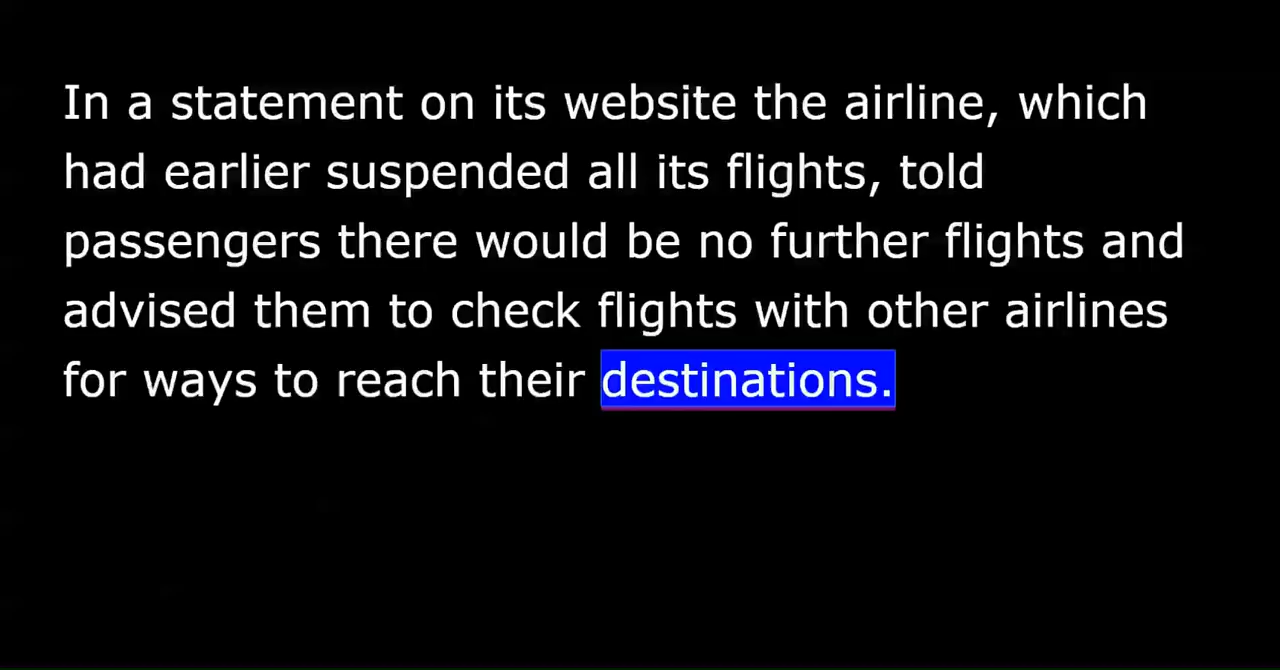 In a statement on its website the airline, which
had earlier suspended all its flights, told
passengers there would be no further flights and
advised them to check flights with other airlines
for ways to reach their destinations.